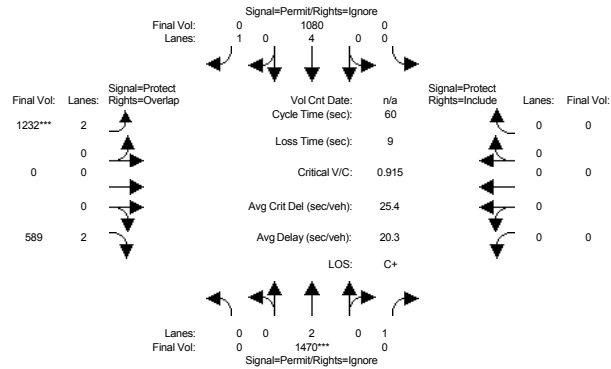 Signal=Permit/Rights=Ignore
Final Vol: 0 1080 0
Lanes: 1 0 4 0 0
Signal=Protect
Final Vol: Lanes: Rights=Overlap
Vol Cnt Date: n/a
Signal=Protect
Rights=Include Lanes: Final Vol:
Cycle Time (sec): 60
1232*** 2
0 0
Loss Time (sec): 9
0
0
0
Critical V/C: 0.915
0 0
0
Avg Crit Del (sec/veh): 25.4
0
589 2
Avg Delay (sec/veh): 20.3
0 0
LOS: C+
Lanes: 0 0 2 0 1
Final Vol: 0 1470*** 0
Signal=Permit/Rights=Ignore